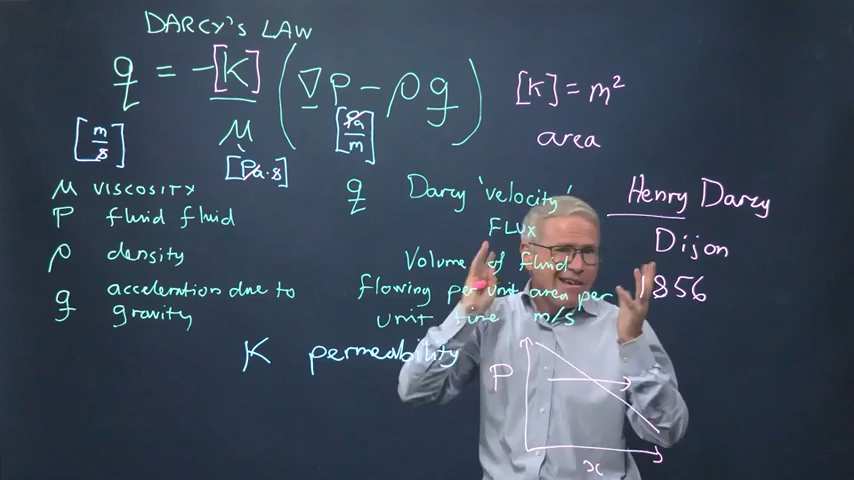 DARCY'S LAW
q = -[K]/μ (∇P - ρg)
[m/s]
[Pa·s]
[Pa/m]
[K] = m²
area
μ VISCOSITY
P fluid fluid
ρ density
g acceleration due to
gravity
q Darcy 'velocity'
FLUX
Volume of fluid
flowing per unit area per
unit time m/s
K permeability
Henry Darcy
Dijon
1856
P
x